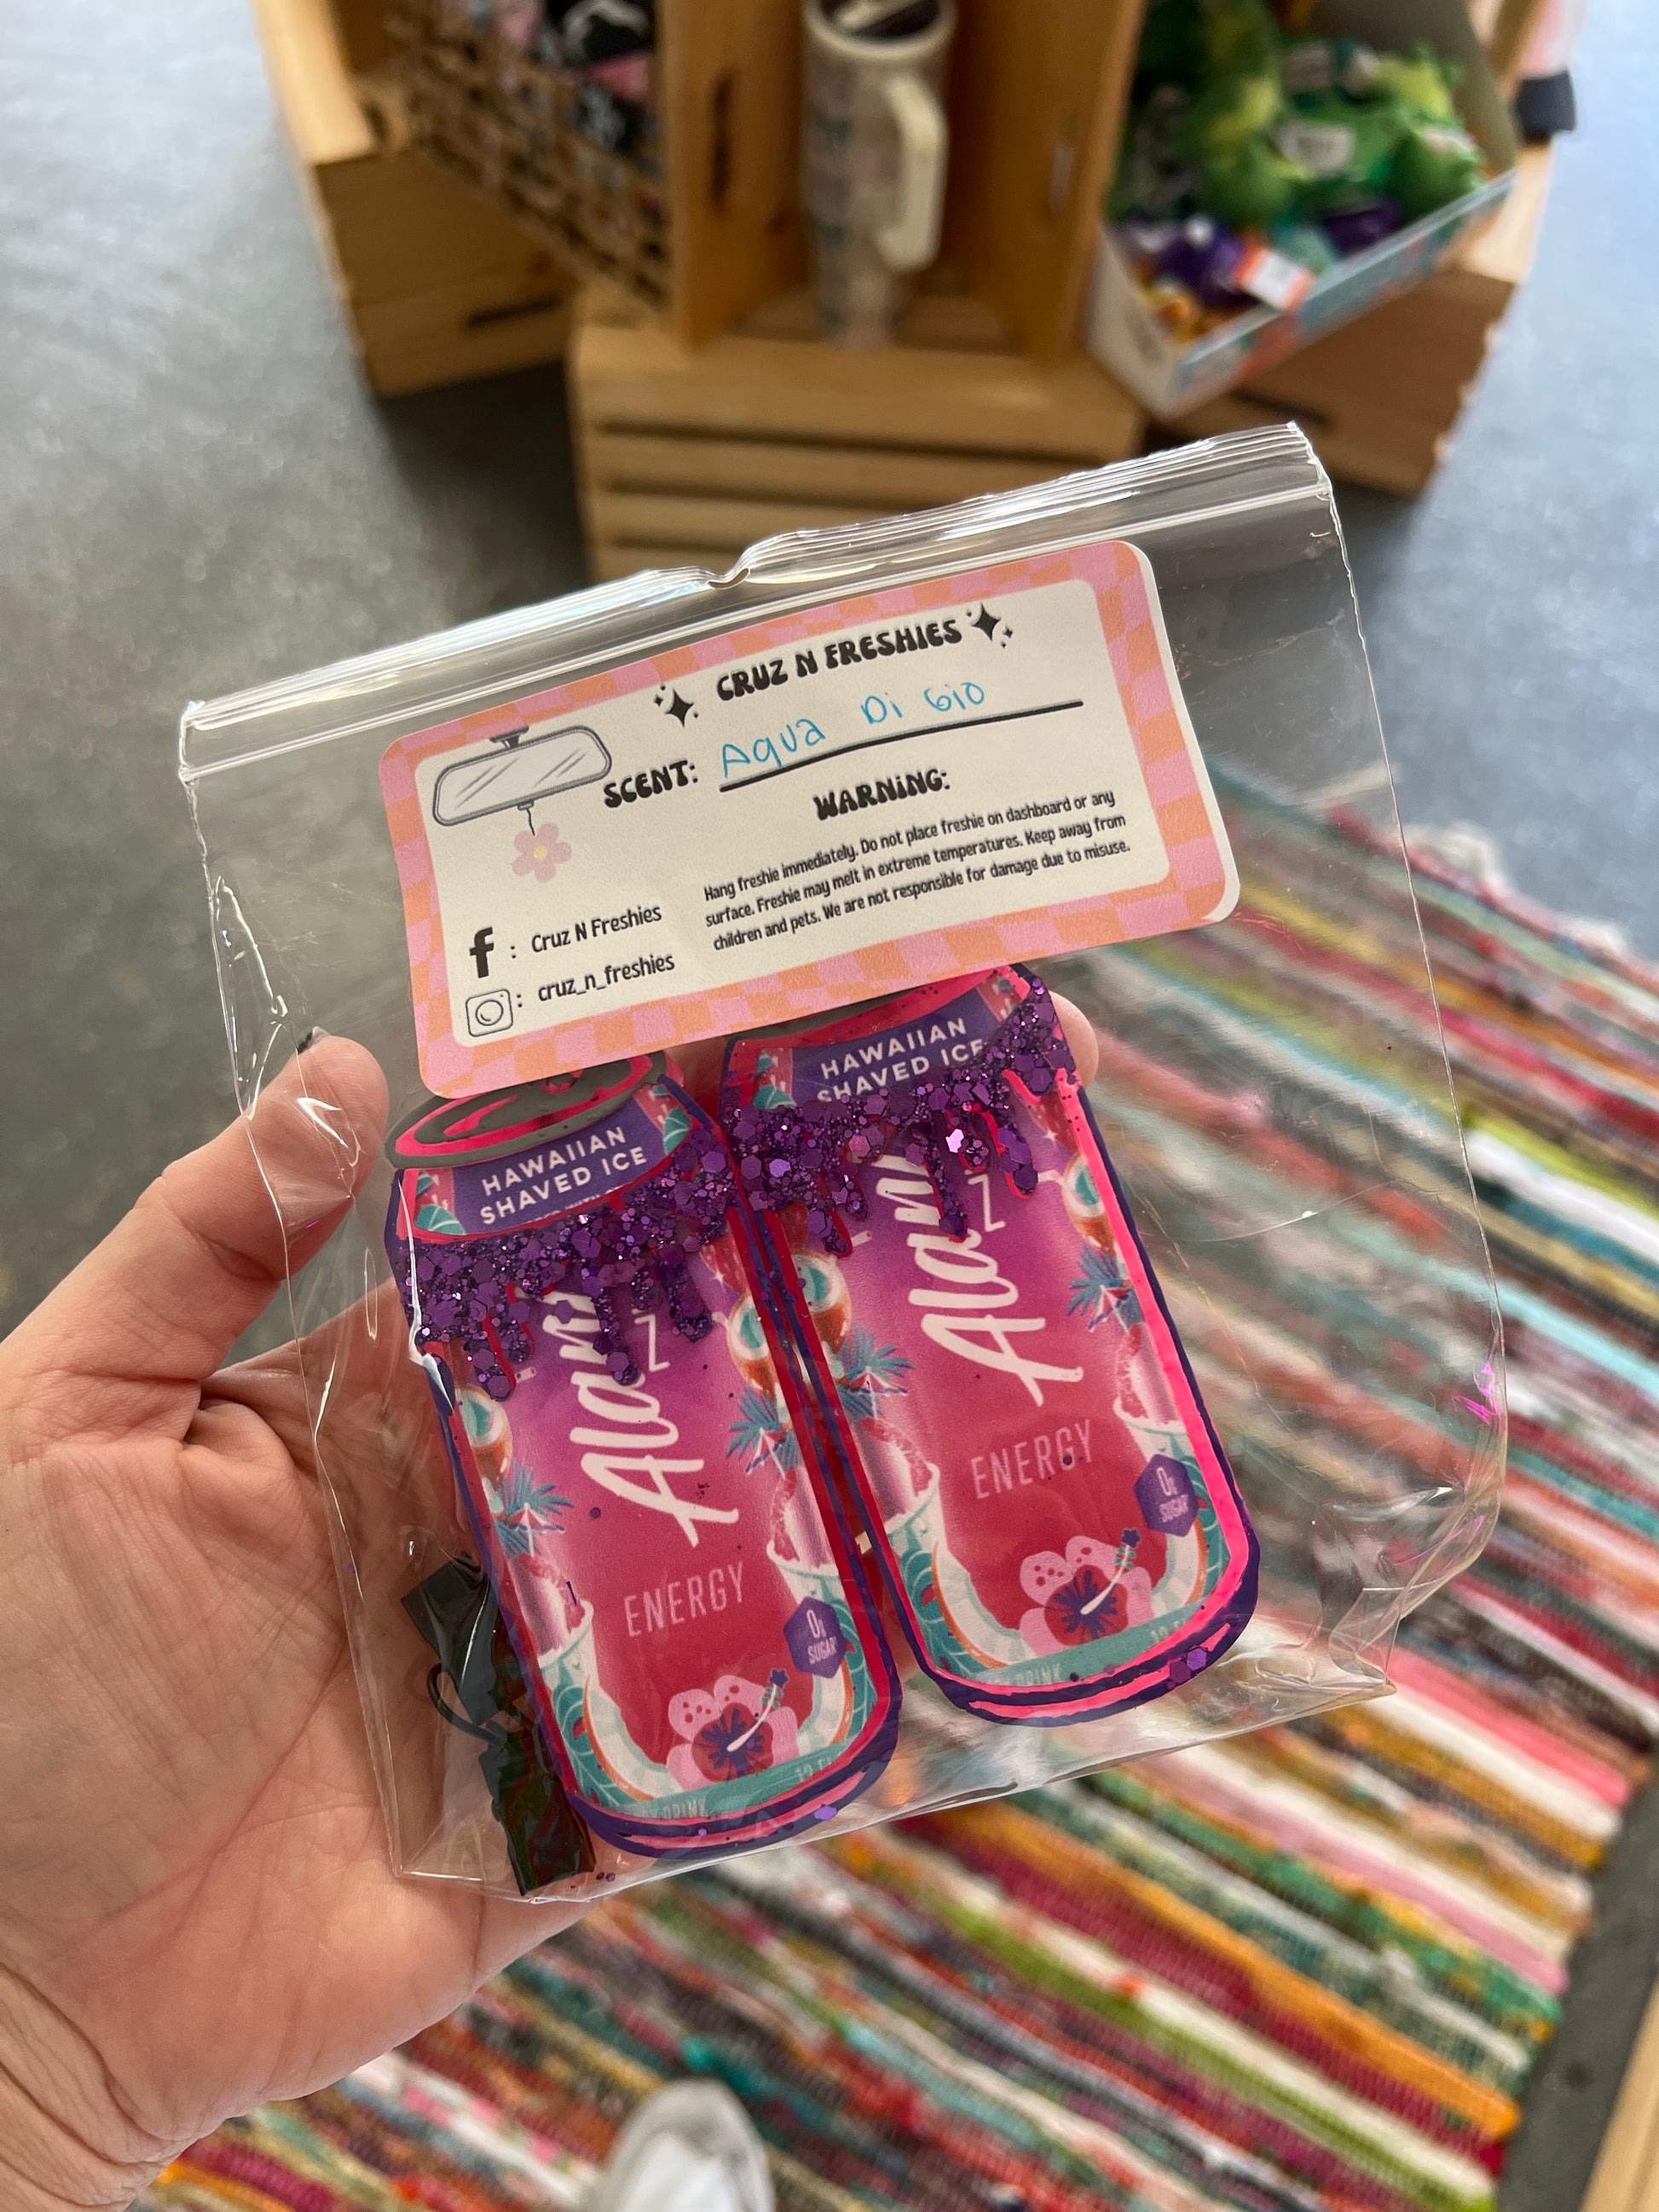 CRUZ N FRESHIES
SCENT: Aqua Di Gio
WARNING:
Hang freshie immediately. Do not place freshie on dashboard or any
surface. Freshie may melt in extreme temperatures. Keep away from
children and pets. We are not responsible for damage due to misuse.
f : Cruz N Freshies
: cruz_n_freshies
HAWAIIAN
SHAVED ICE
Alani
ENERGY
0g
SUGAR
DRINK
HAWAIIAN
SHAVED ICE
Alani
ENERGY
0g
SUGAR
DRINK